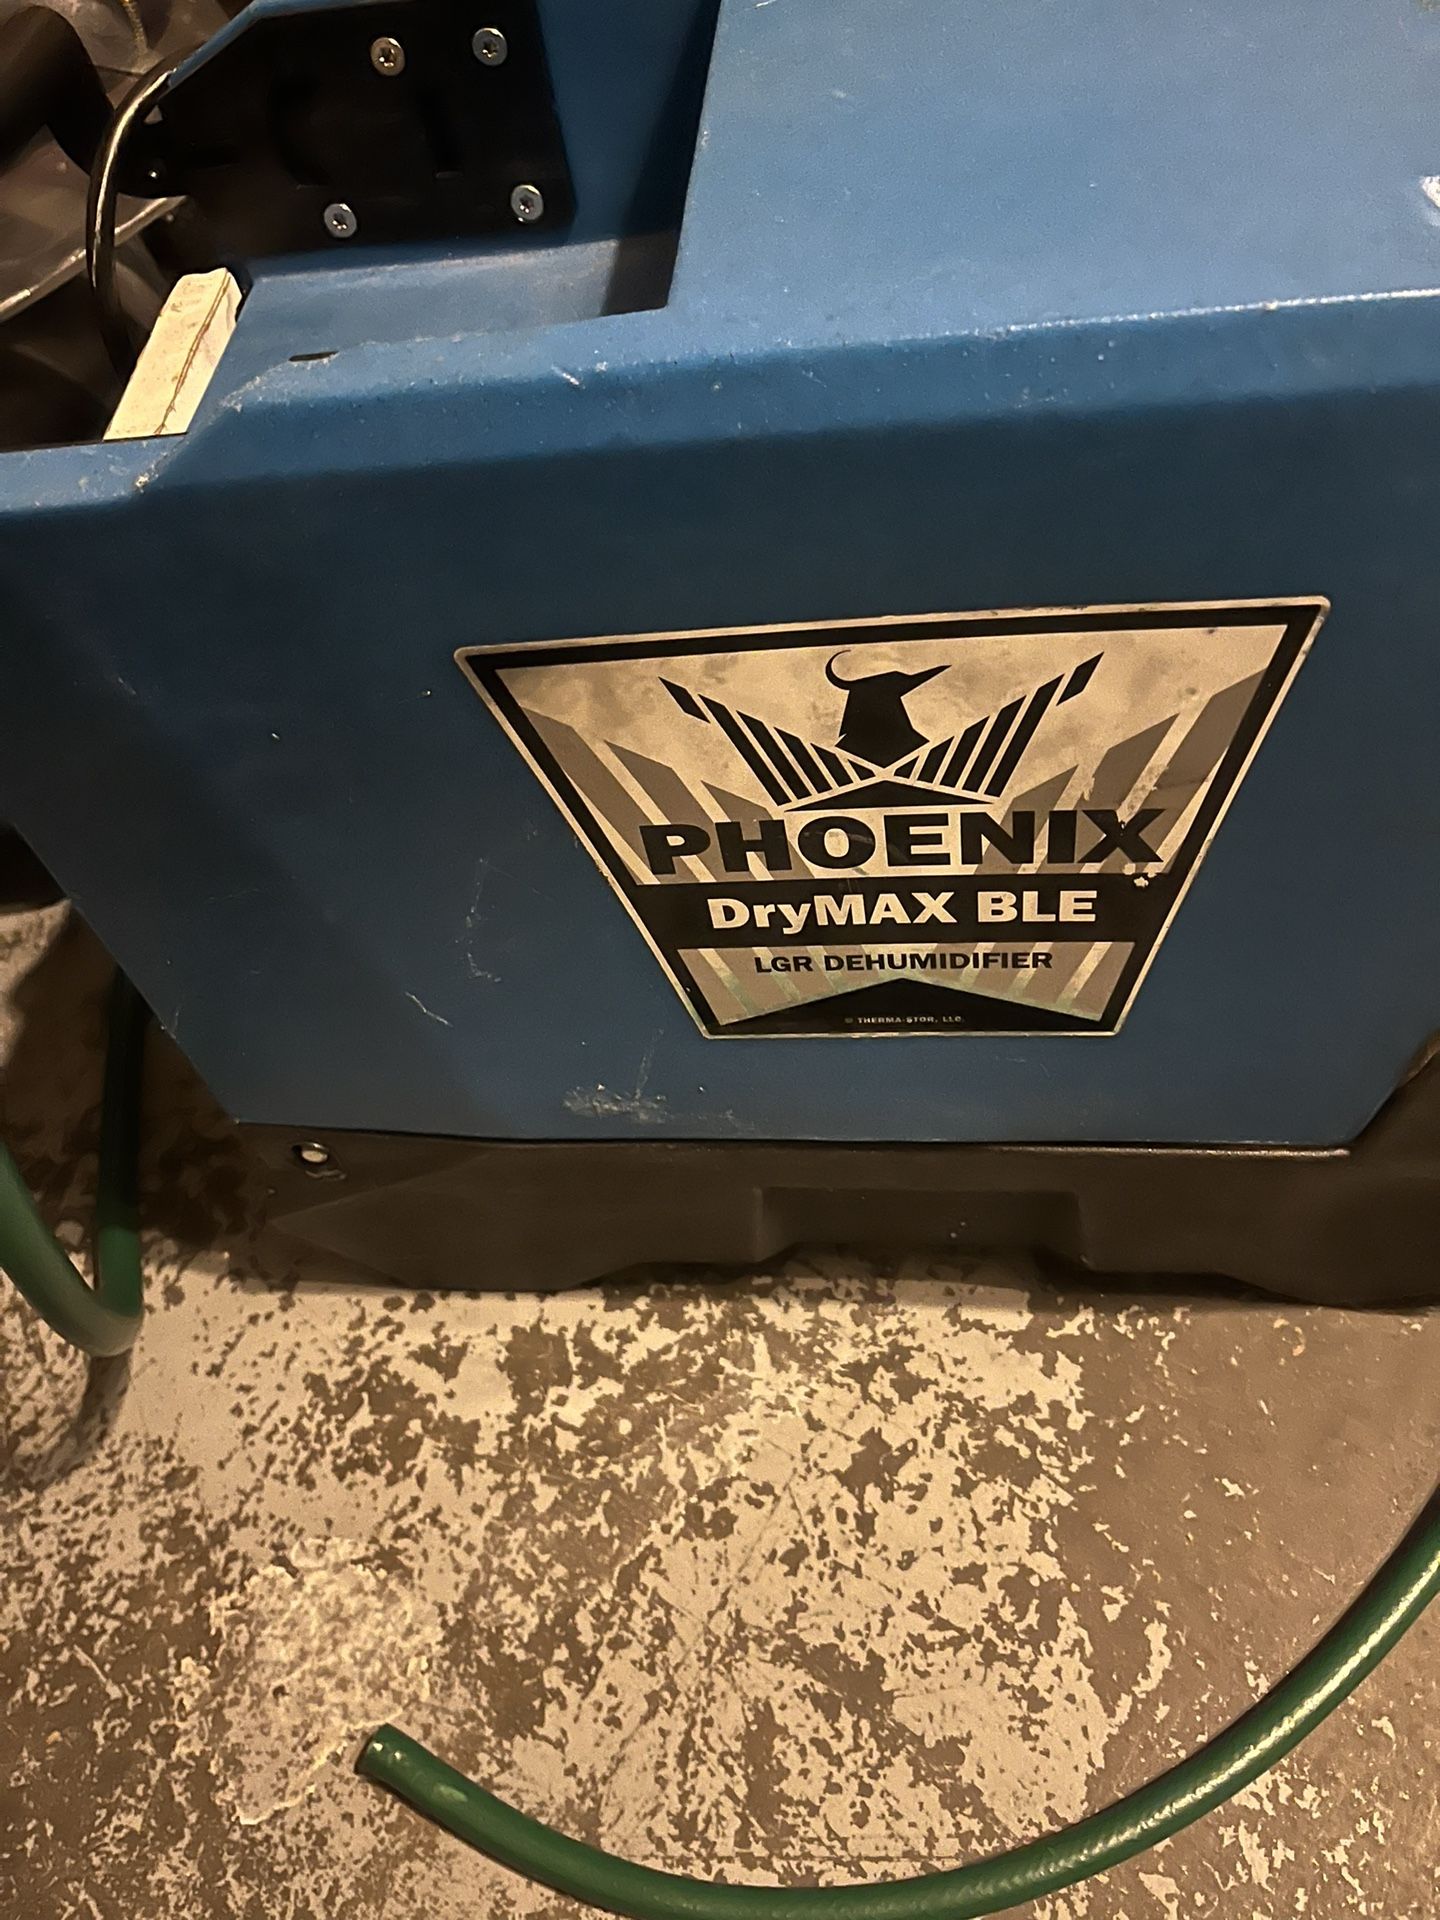 PHOENIX
DryMAX BLE
LGR DEHUMIDIFIER
© THERMA-STOR, LLC.